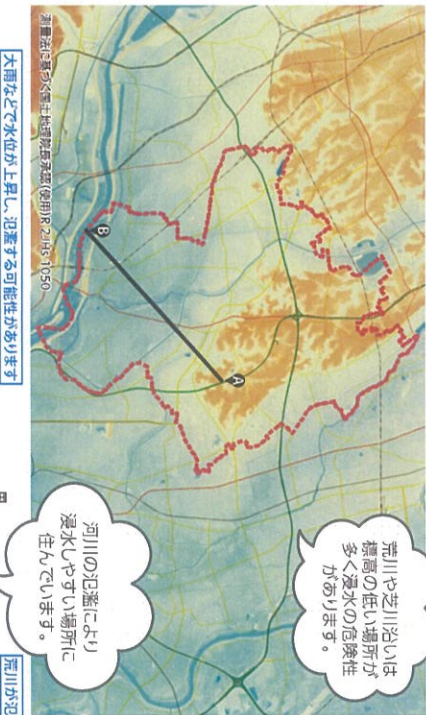 荒川や芝川沿いは
標高の低い場所が
多く浸水の危険性
があります。
A
B
河川の氾濫により
浸水しやすい場所に
住んでいます。
測量法に基づく国土地理院長承認(使用)R 2JHs 1050
大雨などで水位が上昇し、氾濫する可能性があります
荒川が氾